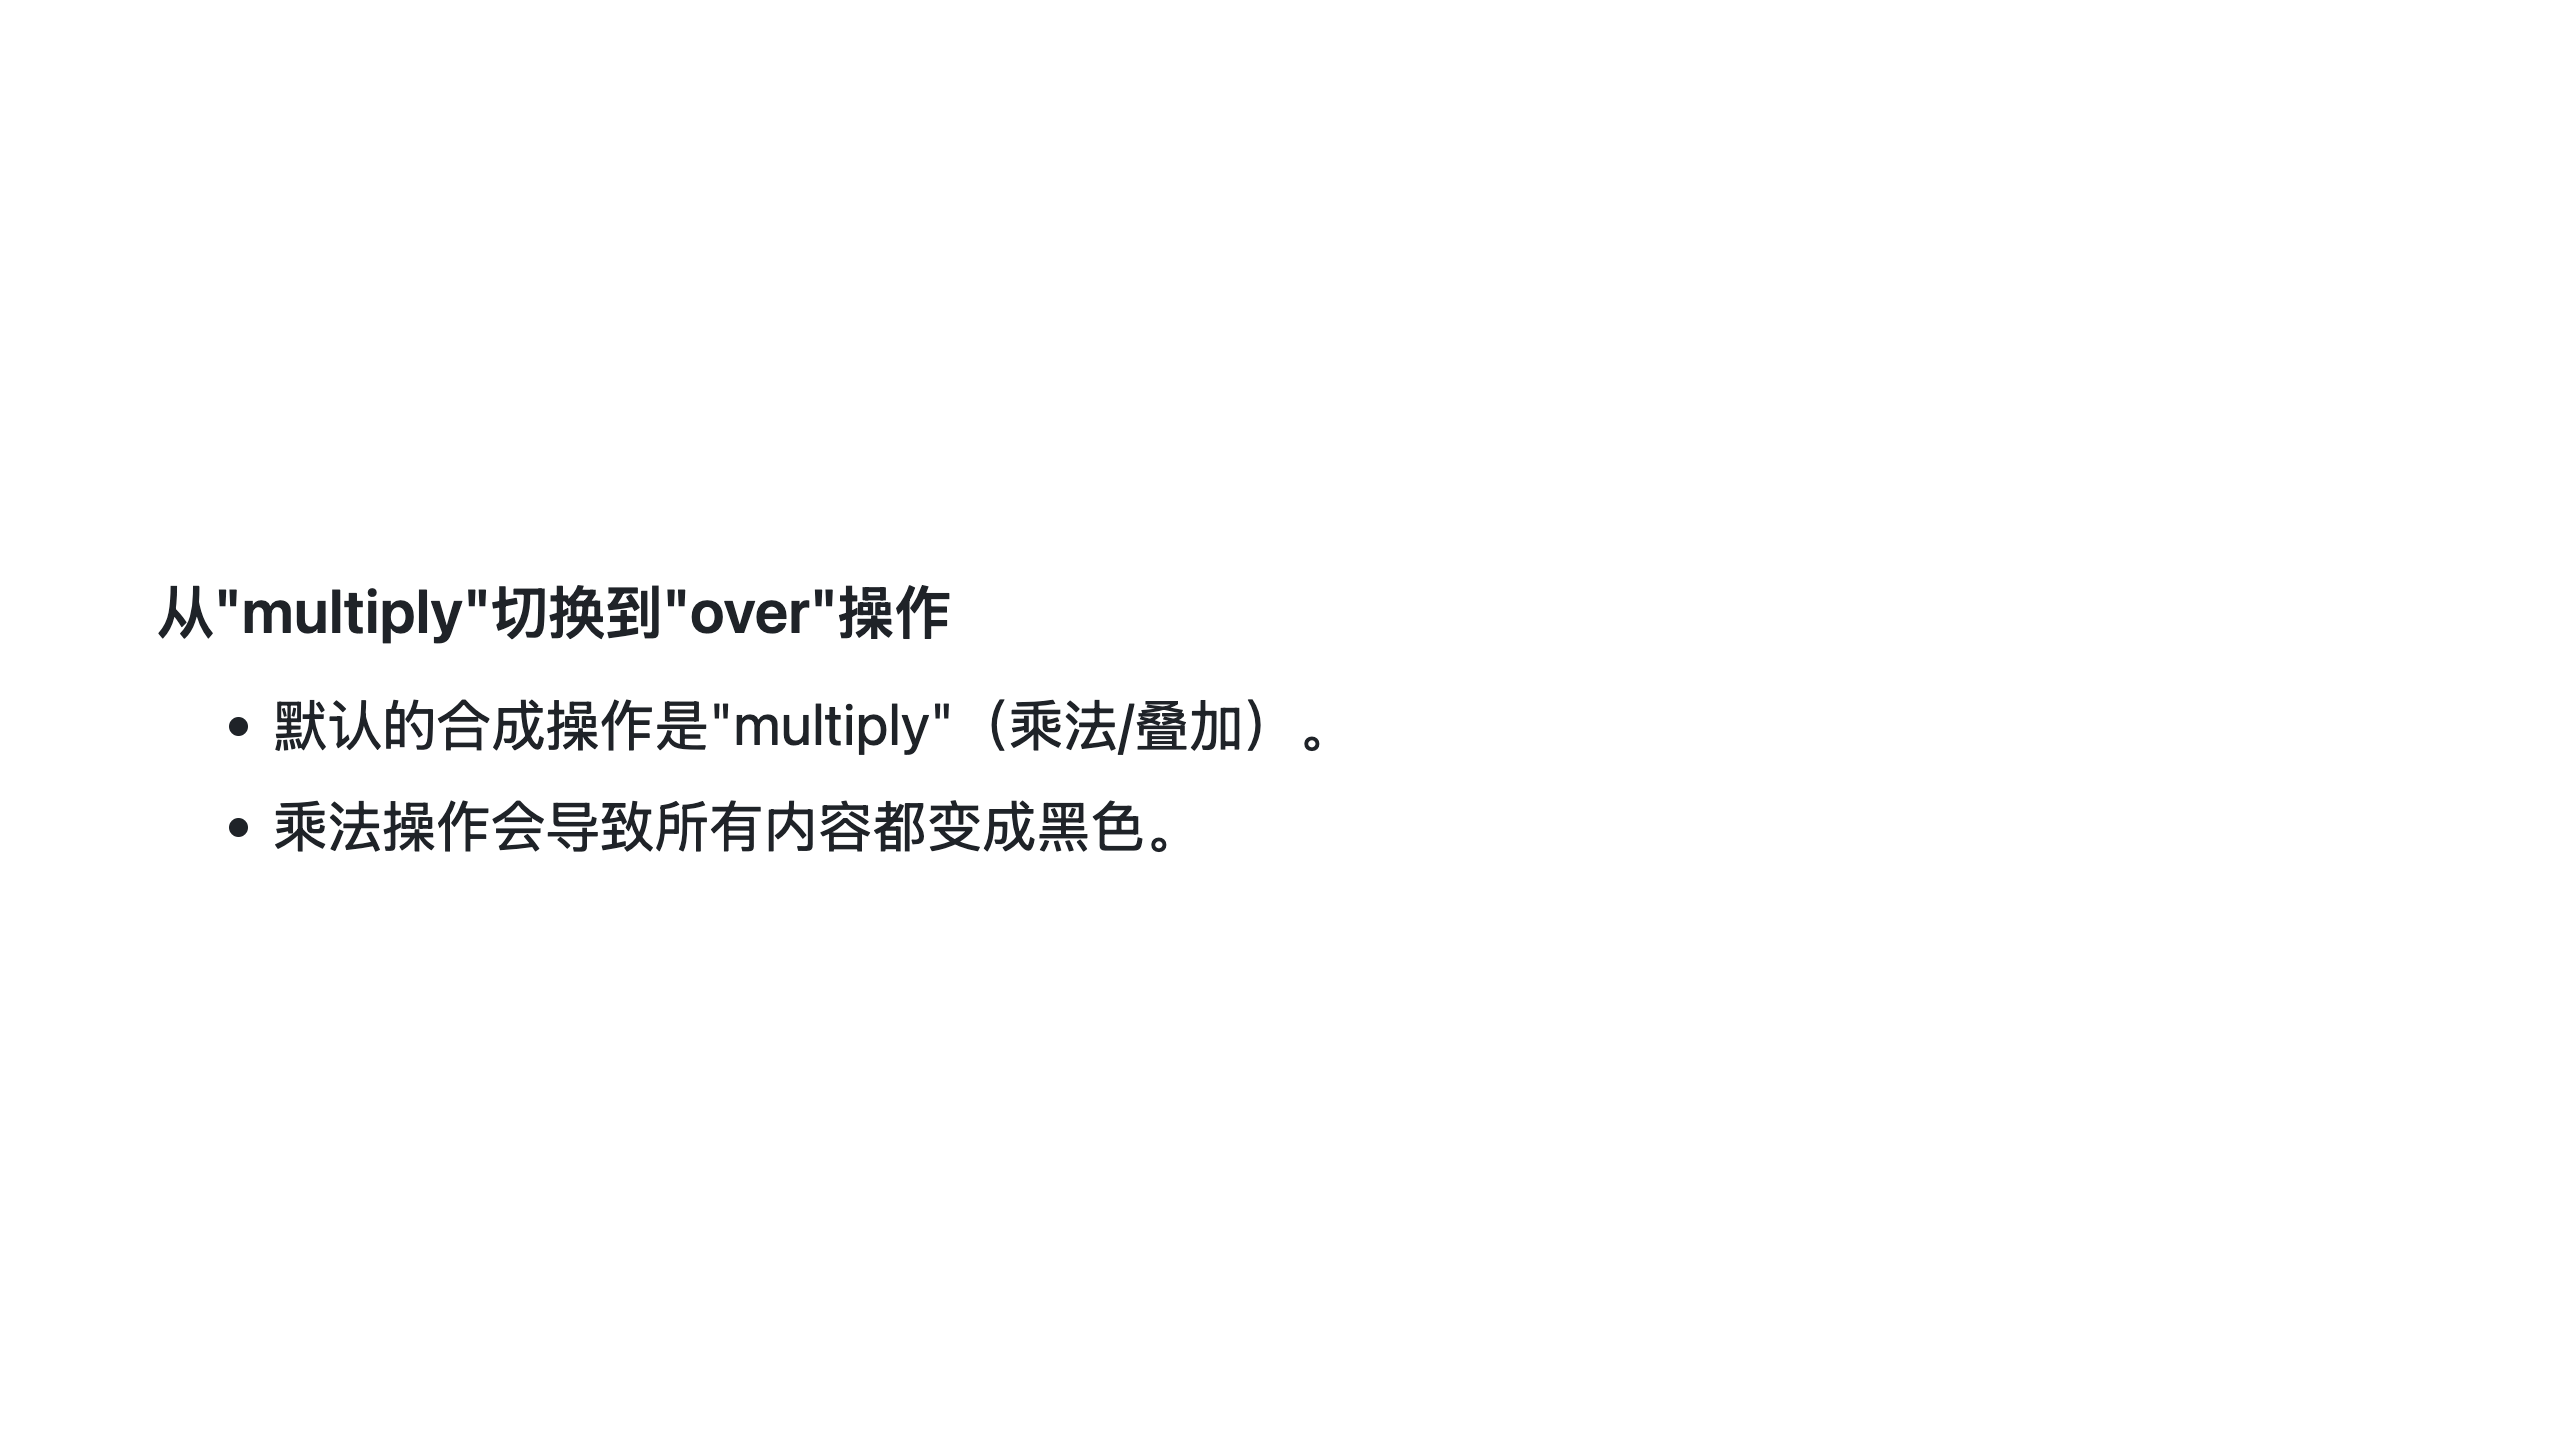 从"multiply"切换到"over"操作
• 默认的合成操作是"multiply"（乘法/叠加）。
• 乘法操作会导致所有内容都变成黑色。